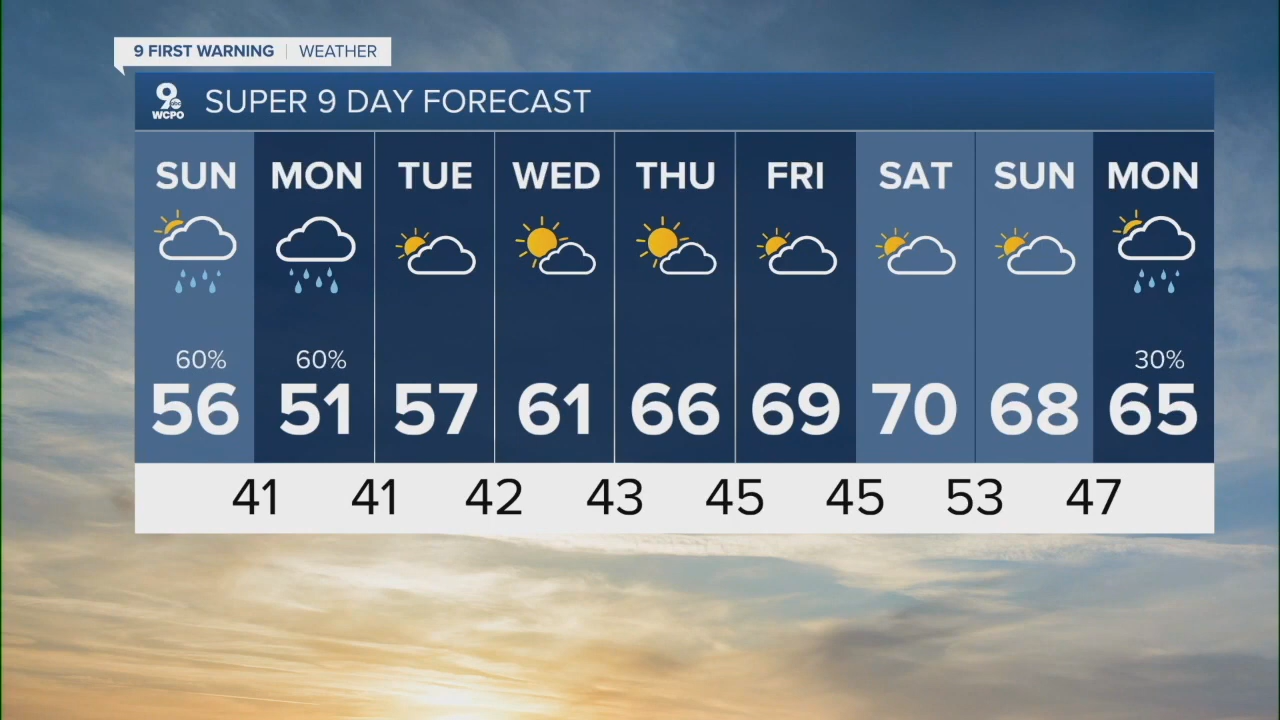 9 FIRST WARNING | WEATHER
9 abc
WCPO
SUPER 9 DAY FORECAST
SUN MON TUE WED THU FRI SAT SUN MON
60% 60% 30%
56 51 57 61 66 69 70 68 65
41 41 42 43 45 45 53 47